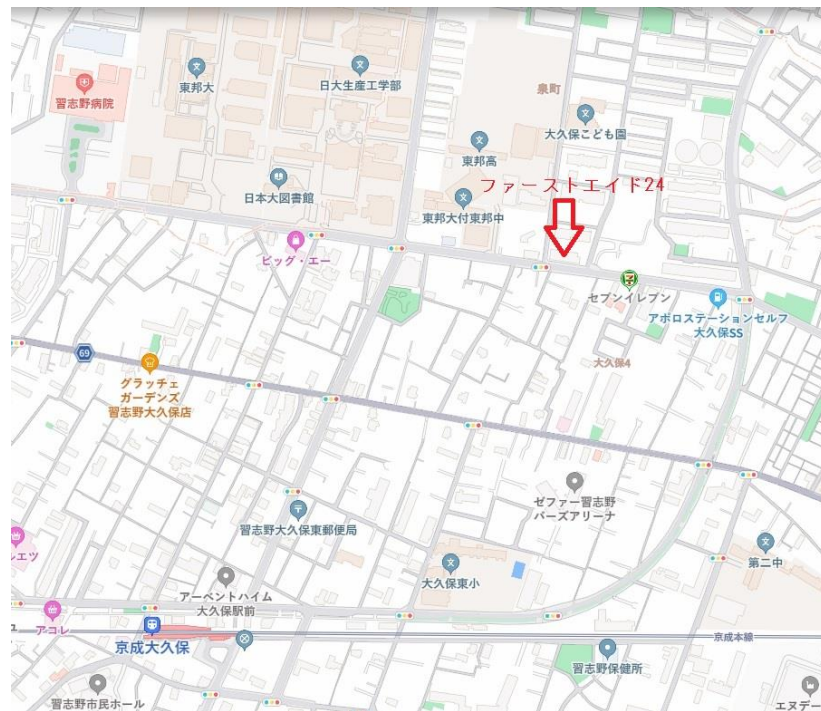 東邦大
日大生産工学部
習志野病院
泉町
大久保こども園
東邦高
ファーストエイド24
日本大図書館
東邦大付東邦中
ビッグ・エー
セブンイレブン
アポロステーションセルフ
大久保SS
69
大久保4
グラッチェ
ガーデンズ
習志野大久保店
ゼファー習志野
バーズアリーナ
習志野大久保東郵便局
ルエツ
第二中
大久保東小
アーベントハイム
大久保駅前
アコレ
京成大久保
京成本線
習志野保健所
習志野市民ホール
エヌデー